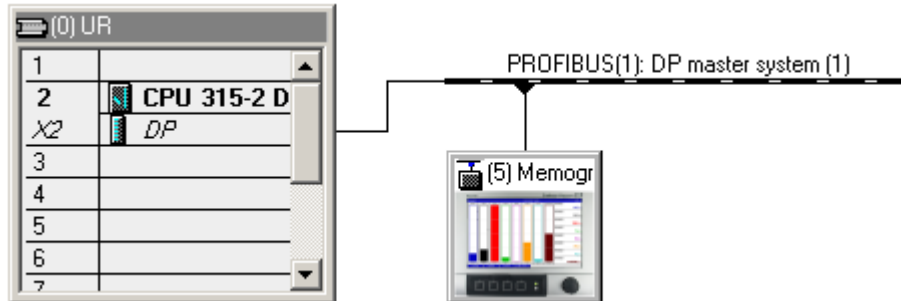 (0) UR
1
2 CPU 315-2 D
X2 DP
3
4
5
6
7
PROFIBUS(1): DP master system (1)
(5) Memogr